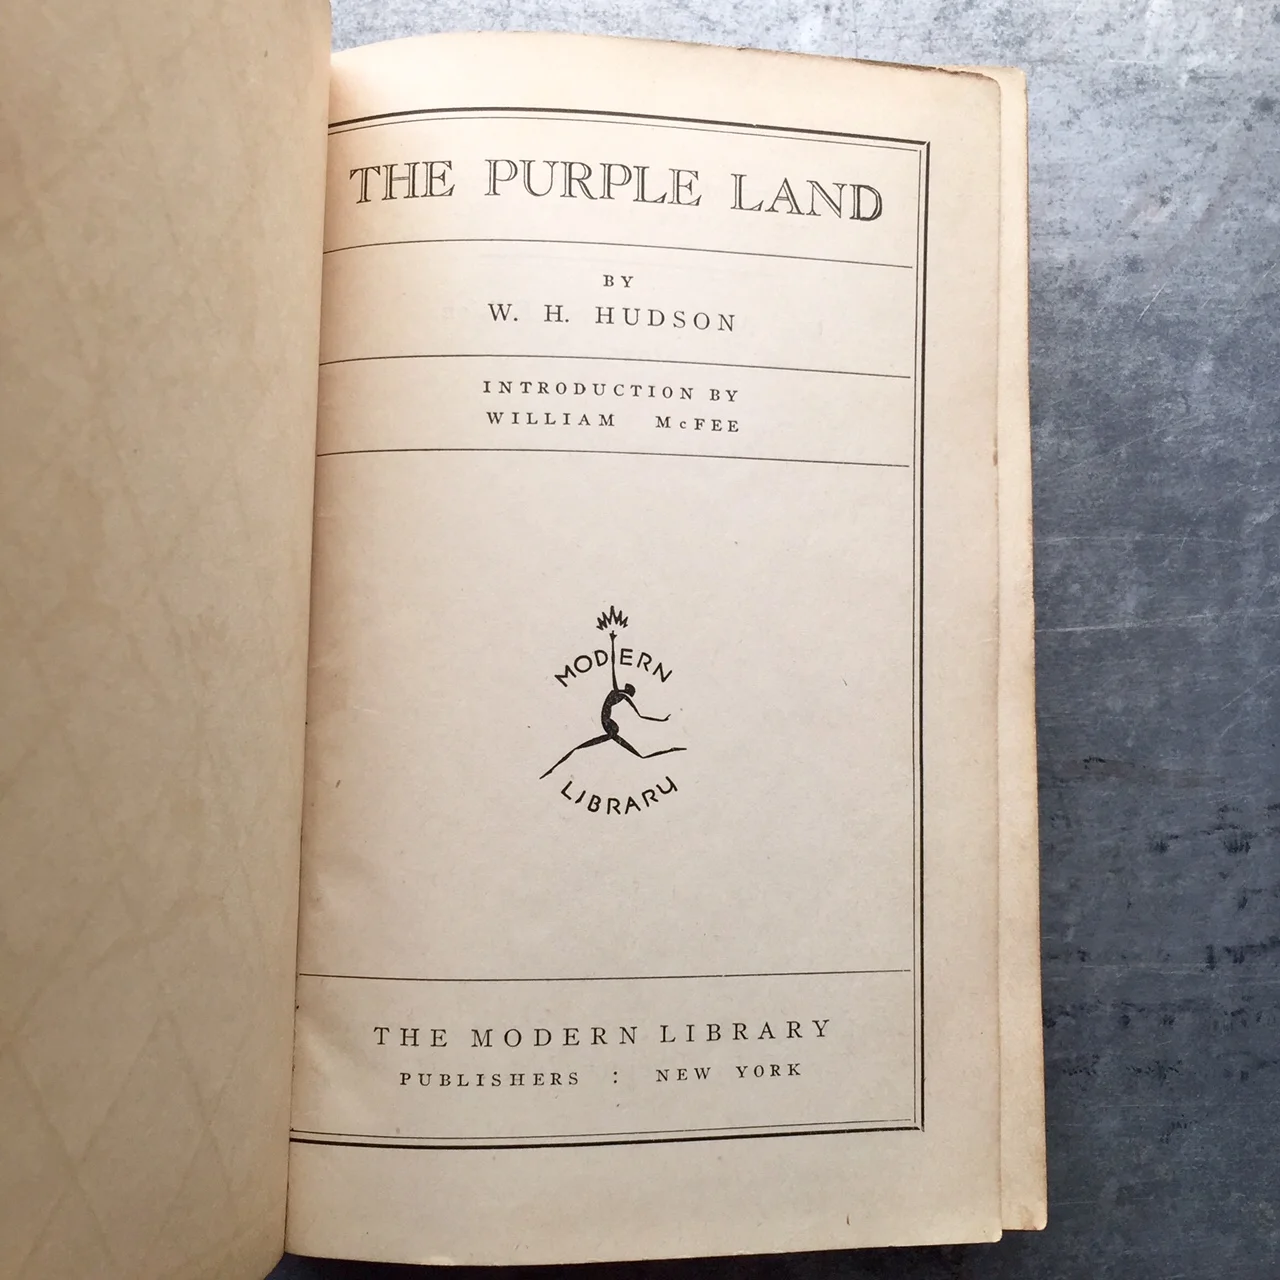 THE PURPLE LAND
BY
W. H. HUDSON
INTRODUCTION BY
WILLIAM McFEE
MODERN
LIBRARY
THE MODERN LIBRARY
PUBLISHERS : NEW YORK